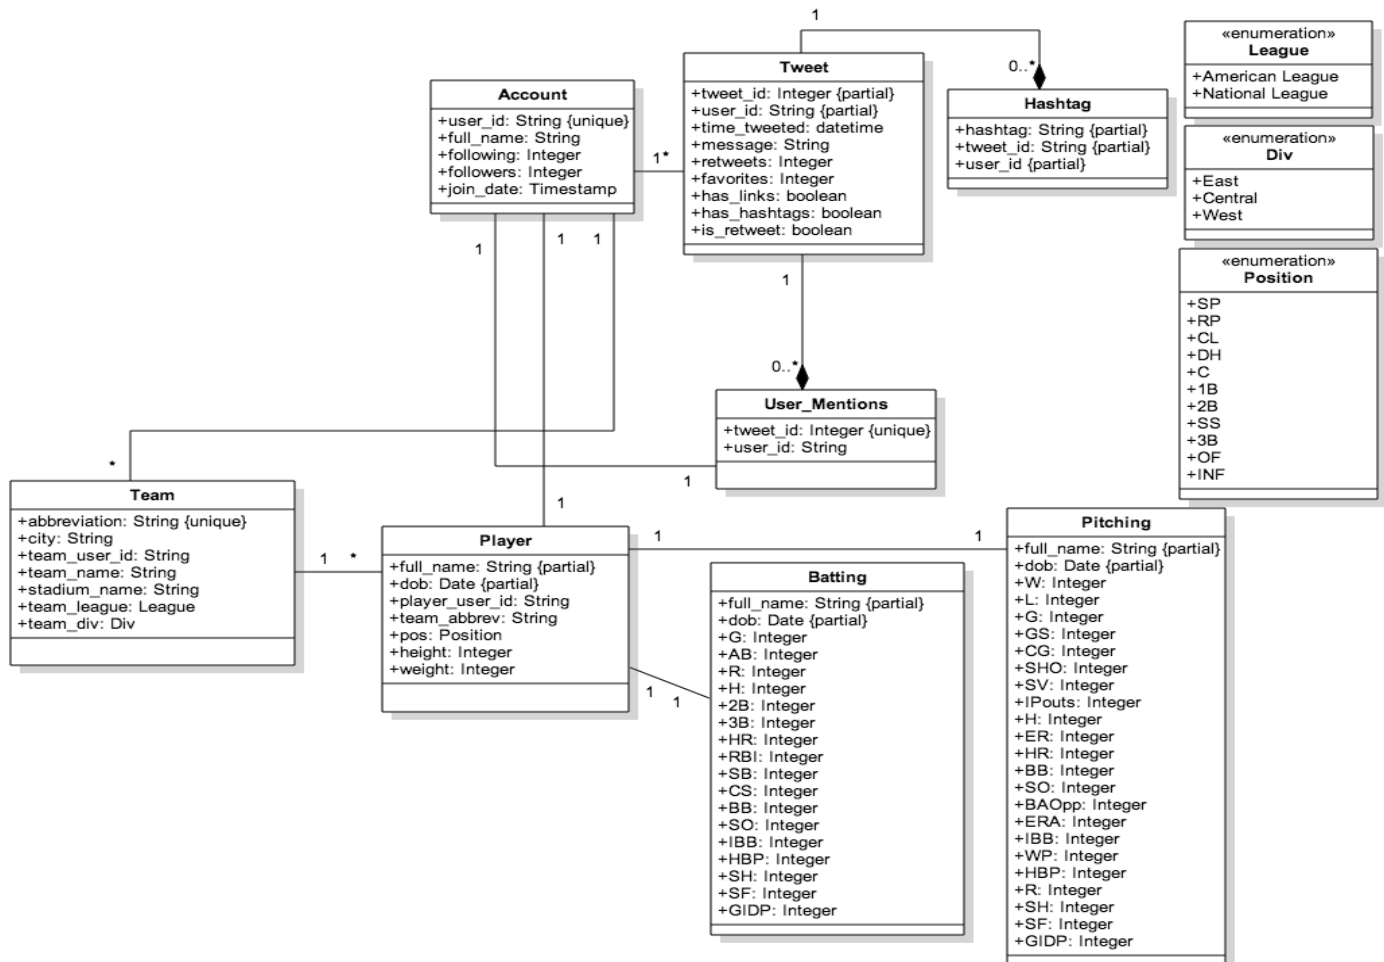 1
0..*
Tweet
+tweet_id: Integer {partial}
+user_id: String {partial}
+time_tweeted: datetime
+message: String
+retweets: Integer
+favorites: Integer
+has_links: boolean
+has_hashtags: boolean
+is_retweet: boolean
Account
+user_id: String {unique}
+full_name: String
+following: Integer
+followers: Integer
+join_date: Timestamp
1*
Hashtag
+hashtag: String {partial}
+tweet_id: String {partial}
+user_id {partial}
«enumeration»
League
+American League
+National League
«enumeration»
Div
+East
+Central
+West
«enumeration»
Position
+SP
+RP
+CL
+DH
+C
+1B
+2B
+SS
+3B
+OF
+INF
1
1
1
1
0..*
User_Mentions
+tweet_id: Integer {unique}
+user_id: String
*
1
1
Team
+abbreviation: String {unique}
+city: String
+team_user_id: String
+team_name: String
+stadium_name: String
+team_league: League
+team_div: Div
1 *
Player
+full_name: String {partial}
+dob: Date {partial}
+player_user_id: String
+team_abbrev: String
+pos: Position
+height: Integer
+weight: Integer
1
1
1
1
Batting
+full_name: String {partial}
+dob: Date {partial}
+G: Integer
+AB: Integer
+R: Integer
+H: Integer
+2B: Integer
+3B: Integer
+HR: Integer
+RBI: Integer
+SB: Integer
+CS: Integer
+BB: Integer
+SO: Integer
+IBB: Integer
+HBP: Integer
+SH: Integer
+SF: Integer
+GIDP: Integer
Pitching
+full_name: String {partial}
+dob: Date {partial}
+W: Integer
+L: Integer
+G: Integer
+GS: Integer
+CG: Integer
+SHO: Integer
+SV: Integer
+IPouts: Integer
+H: Integer
+ER: Integer
+HR: Integer
+BB: Integer
+SO: Integer
+BAOpp: Integer
+ERA: Integer
+IBB: Integer
+WP: Integer
+HBP: Integer
+R: Integer
+SH: Integer
+SF: Integer
+GIDP: Integer